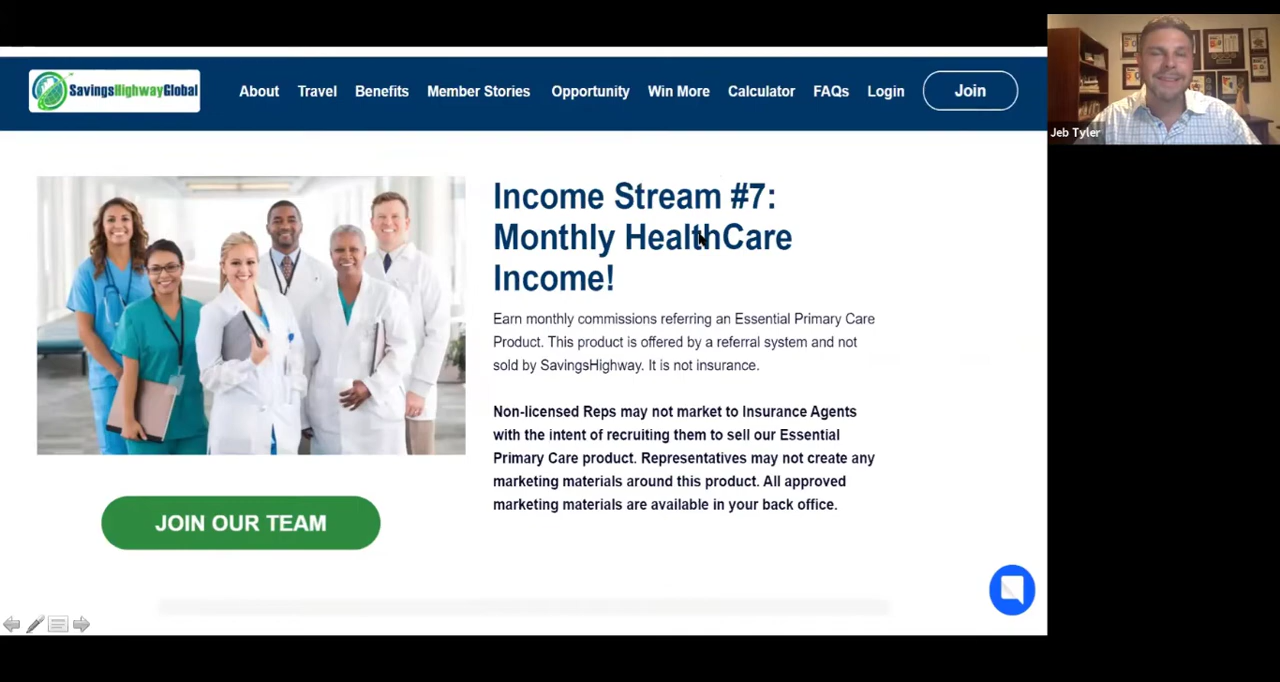 SavingsHighwayGlobal
About Travel Benefits Member Stories Opportunity Win More Calculator FAQs Login Join
Jeb Tyler
Income Stream #7:
Monthly HealthCare
Income!
Earn monthly commissions referring an Essential Primary Care
Product. This product is offered by a referral system and not
sold by SavingsHighway. It is not insurance.
Non-licensed Reps may not market to Insurance Agents
with the intent of recruiting them to sell our Essential
Primary Care product. Representatives may not create any
marketing materials around this product. All approved
marketing materials are available in your back office.
JOIN OUR TEAM